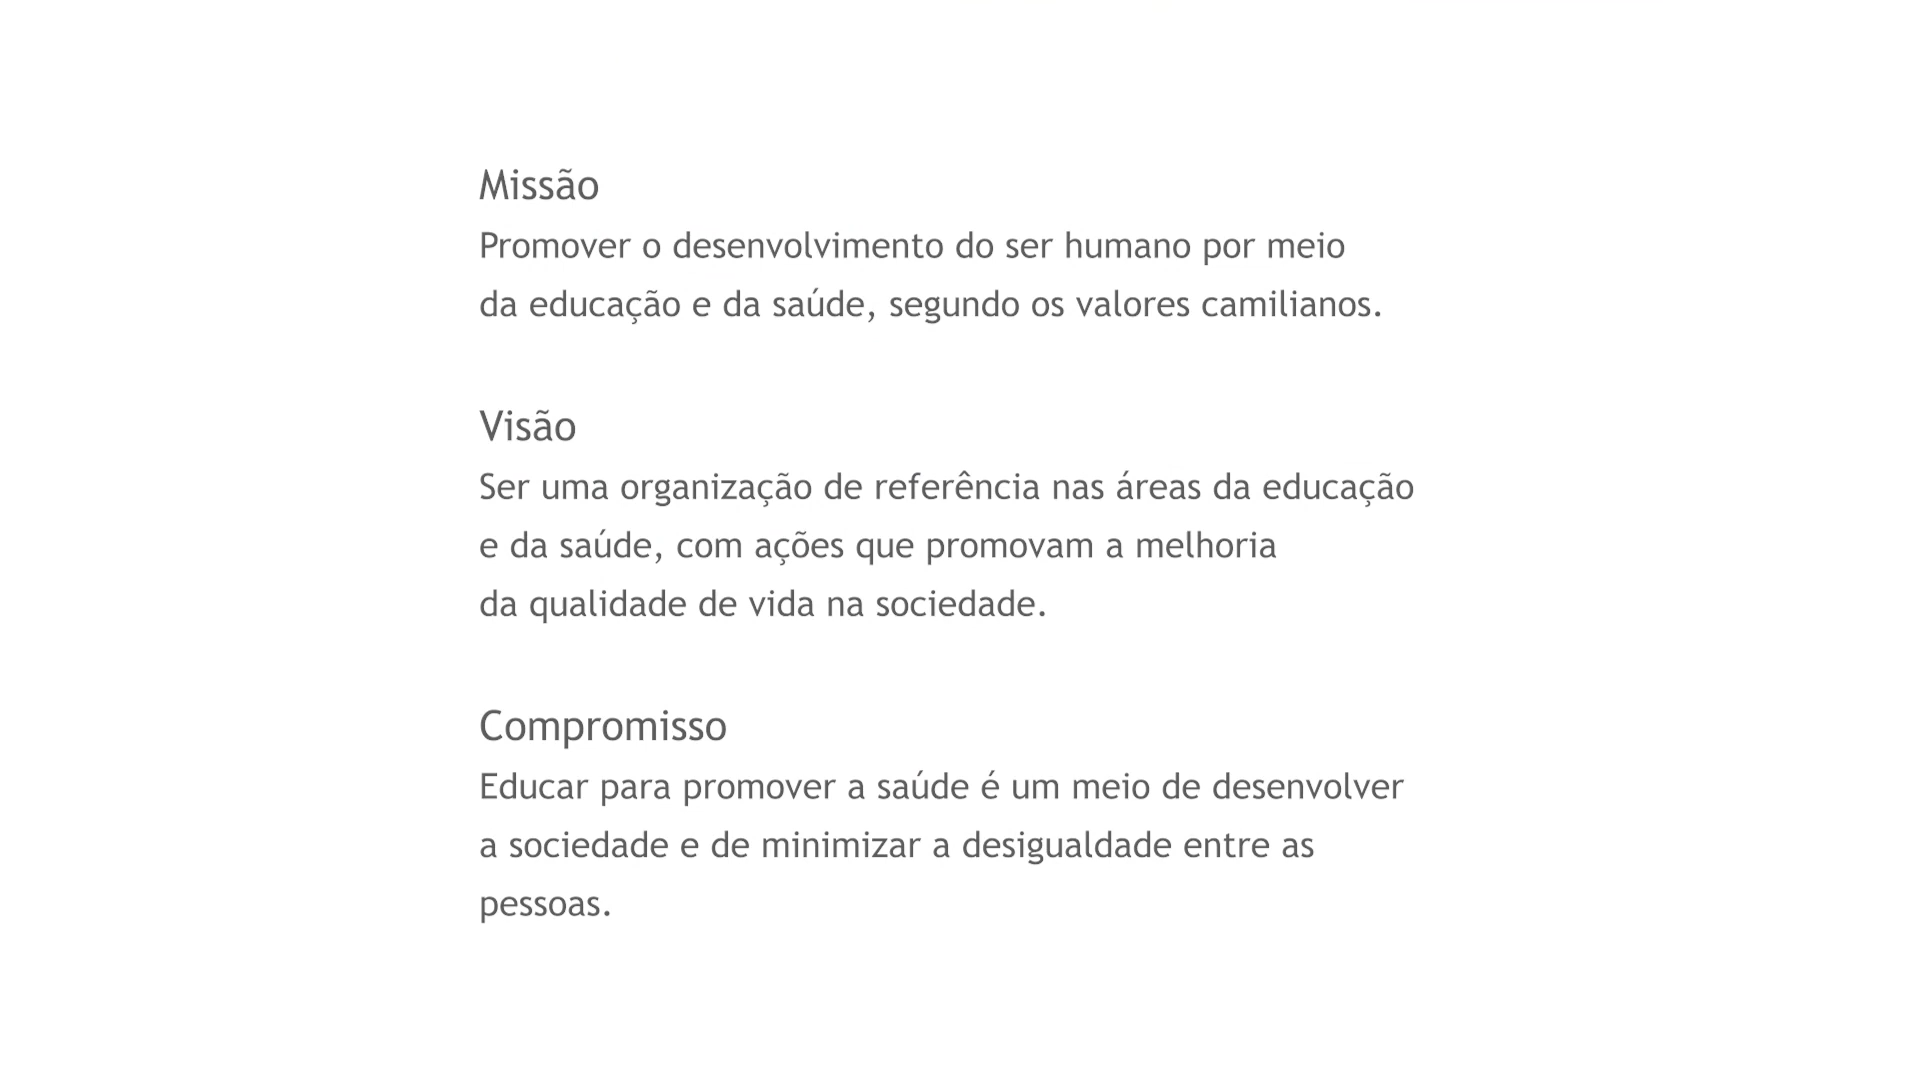 Missão
Promover o desenvolvimento do ser humano por meio
da educação e da saúde, segundo os valores camilianos.
Visão
Ser uma organização de referência nas áreas da educação
e da saúde, com ações que promovam a melhoria
da qualidade de vida na sociedade.
Compromisso
Educar para promover a saúde é um meio de desenvolver
a sociedade e de minimizar a desigualdade entre as
pessoas.